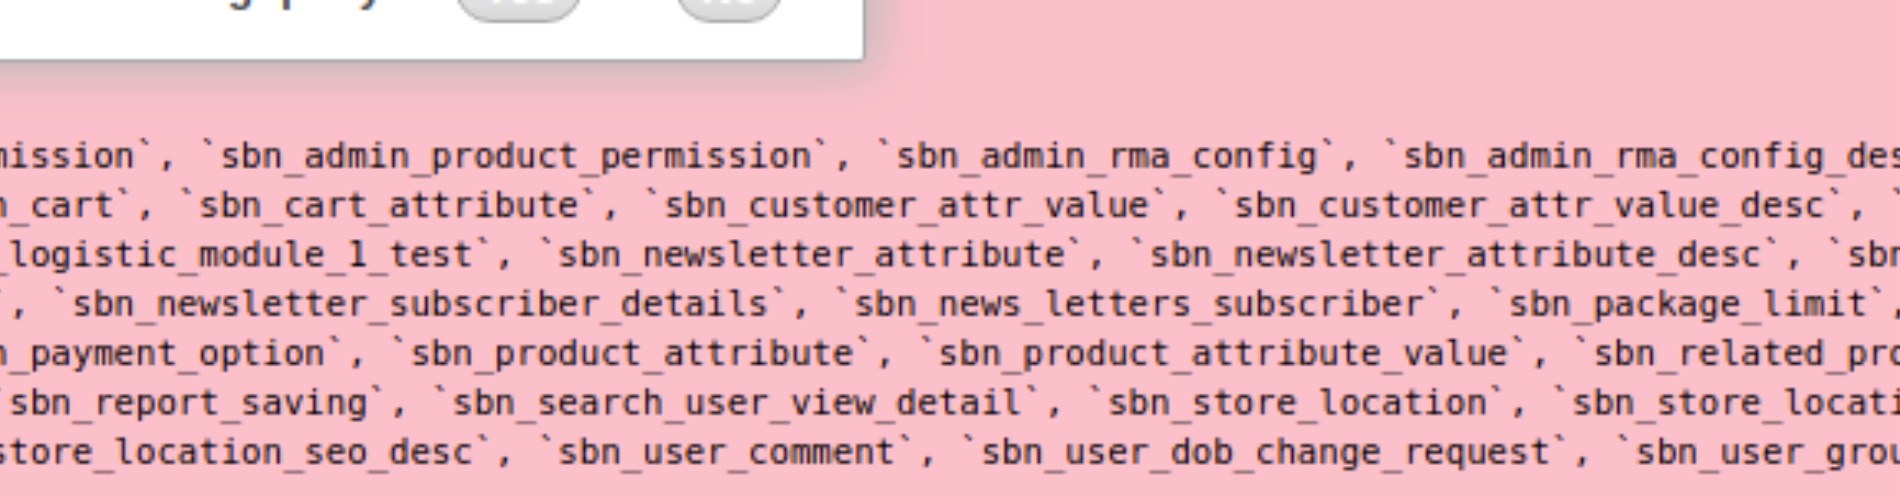 mission`, `sbn_admin_product_permission`, `sbn_admin_rma_config`, `sbn_admin_rma_config_des
n_cart`, `sbn_cart_attribute`, `sbn_customer_attr_value`, `sbn_customer_attr_value_desc`, `
_logistic_module_1_test`, `sbn_newsletter_attribute`, `sbn_newsletter_attribute_desc`, `sbn
`, `sbn_newsletter_subscriber_details`, `sbn_news_letters_subscriber`, `sbn_package_limit`,
n_payment_option`, `sbn_product_attribute`, `sbn_product_attribute_value`, `sbn_related_pro
`sbn_report_saving`, `sbn_search_user_view_detail`, `sbn_store_location`, `sbn_store_locati
store_location_seo_desc`, `sbn_user_comment`, `sbn_user_dob_change_request`, `sbn_user_grou